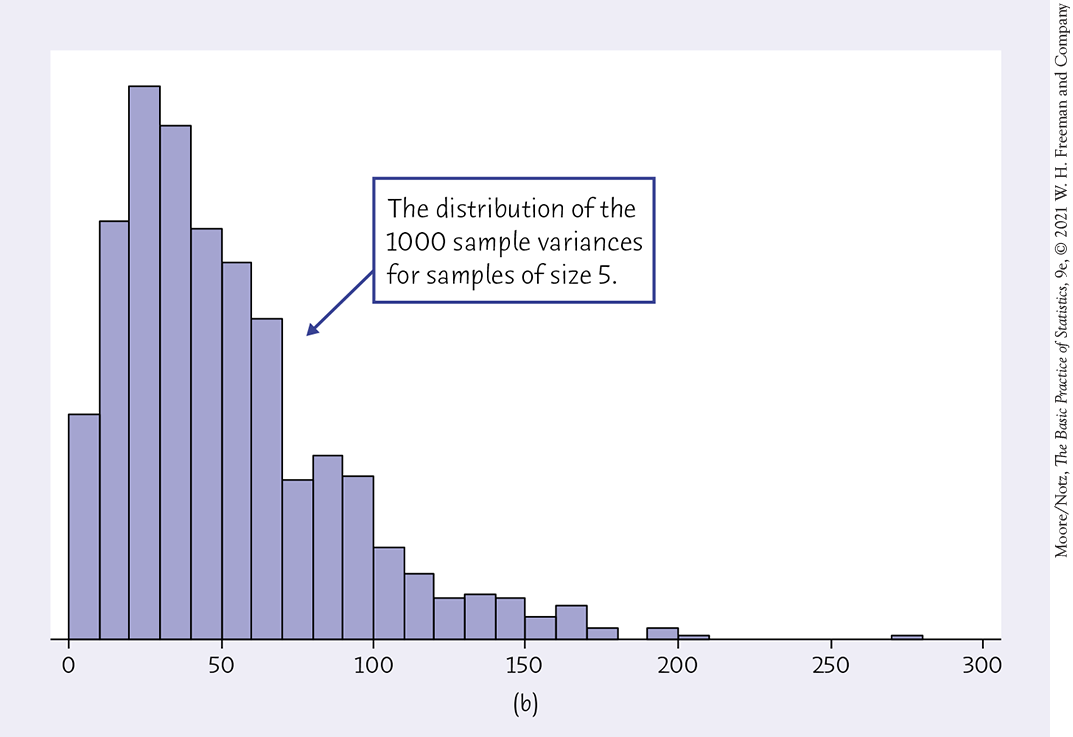 The distribution of the
1000 sample variances
for samples of size 5.
0 50 100 150 200 250 300
(b)
Moore/Notz, The Basic Practice of Statistics, 9e, © 2021 W. H. Freeman and Company